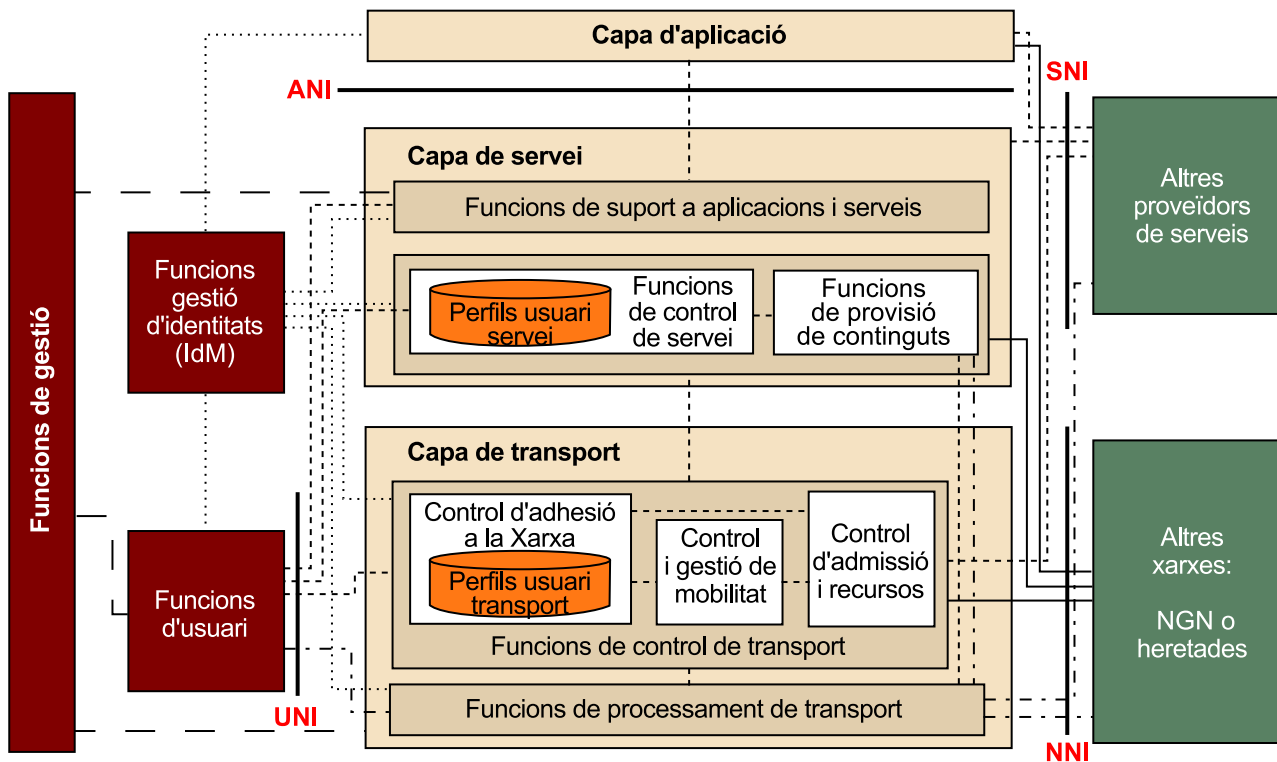 Capa d'aplicació
SNI
ANI
Capa de servei
Funcions de suport a aplicacions i serveis
Altres
proveïdors
de serveis
Funcions
gestió
d'identitats
(IdM)
Perfils usuari
servei
Funcions
de control
de servei
Funcions
de provisió
de continguts
Funcions de gestió
Capa de transport
Control d'adhesió
a la Xarxa
Perfils usuari
transport
Control
i gestió de
mobilitat
Control
d'admissió
i recursos
Funcions de control de transport
Altres
xarxes:
NGN o
heretades
Funcions
d'usuari
UNI
Funcions de processament de transport
NNI